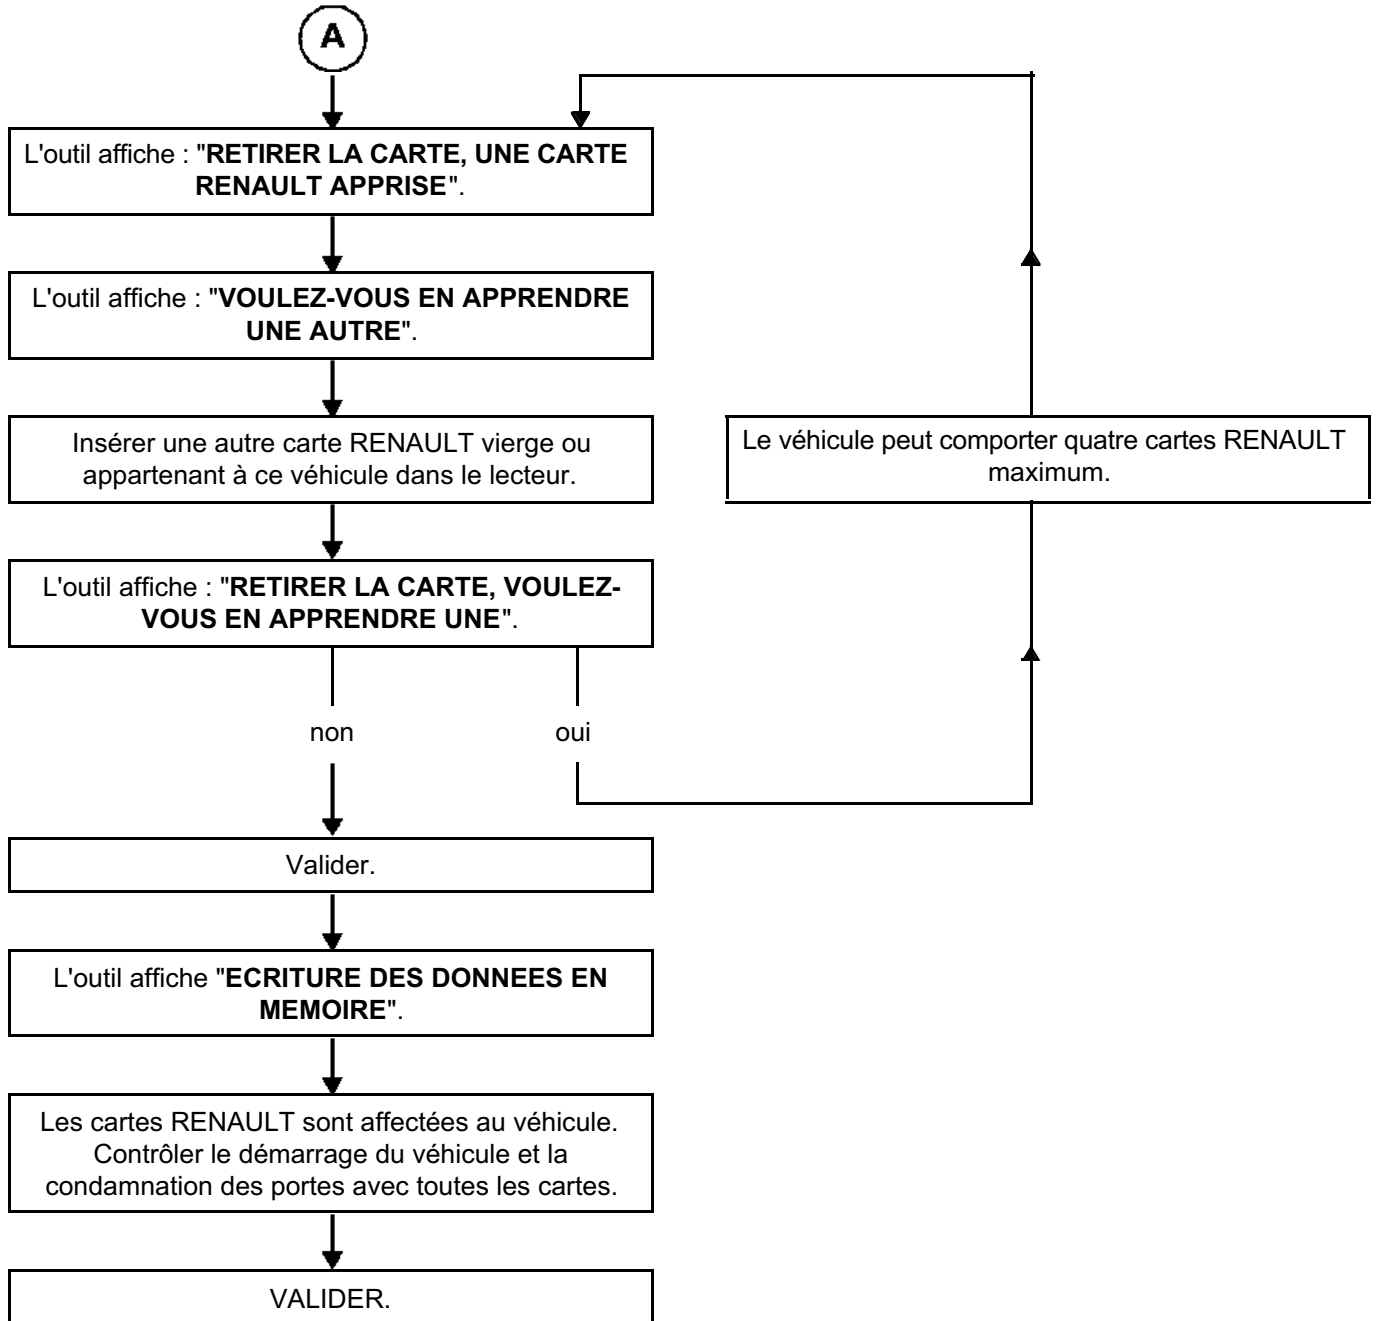 A
L'outil affiche : "RETIRER LA CARTE, UNE CARTE
RENAULT APPRISE".
L'outil affiche : "VOULEZ-VOUS EN APPRENDRE
UNE AUTRE".
Insérer une autre carte RENAULT vierge ou
appartenant à ce véhicule dans le lecteur.
Le véhicule peut comporter quatre cartes RENAULT
maximum.
L'outil affiche : "RETIRER LA CARTE, VOULEZ-
VOUS EN APPRENDRE UNE".
non
oui
Valider.
L'outil affiche "ECRITURE DES DONNEES EN
MEMOIRE".
Les cartes RENAULT sont affectées au véhicule.
Contrôler le démarrage du véhicule et la
condamnation des portes avec toutes les cartes.
VALIDER.